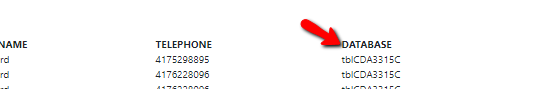 NAME TELEPHONE DATABASE
rd 4175298895 tblCDA3315C
rd 4176228096 tblCDA3315C